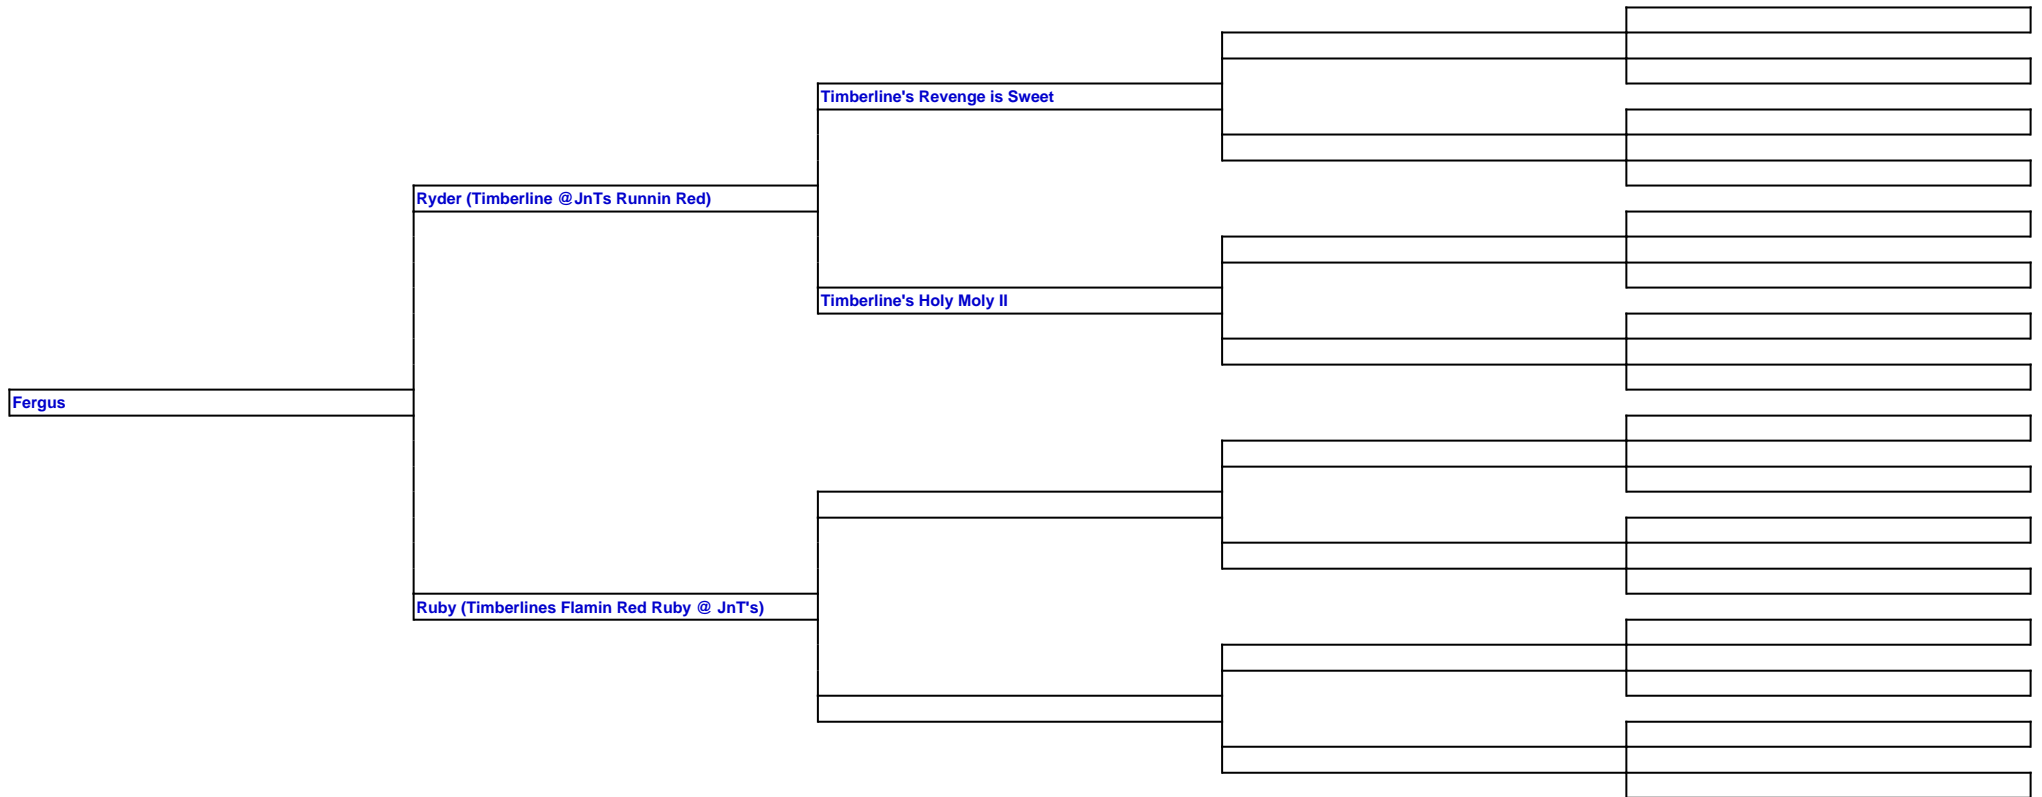 Timberline's Revenge is Sweet
Ryder (Timberline @JnTs Runnin Red)
Timberline's Holy Moly II
Fergus
Ruby (Timberlines Flamin Red Ruby @ JnT's)